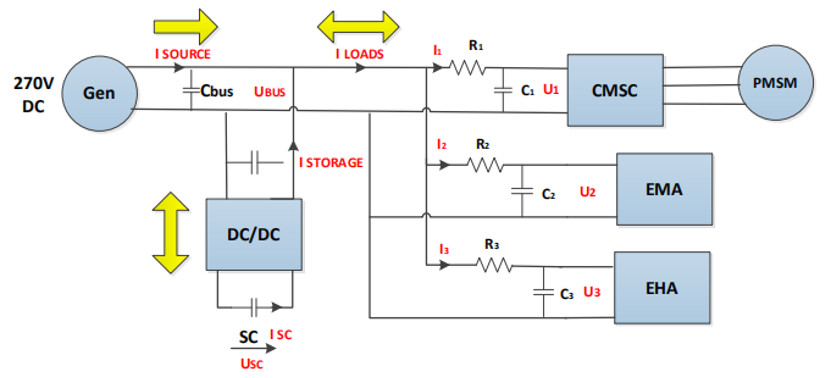 I SOURCE
I LOADS
I1
R1
270V
DC
Gen
Cbus
UBUS
C1
U1
CMSC
PMSM
I STORAGE
I2
R2
C2
U2
EMA
DC/DC
I3
R3
C3
U3
EHA
SC
I SC
USC